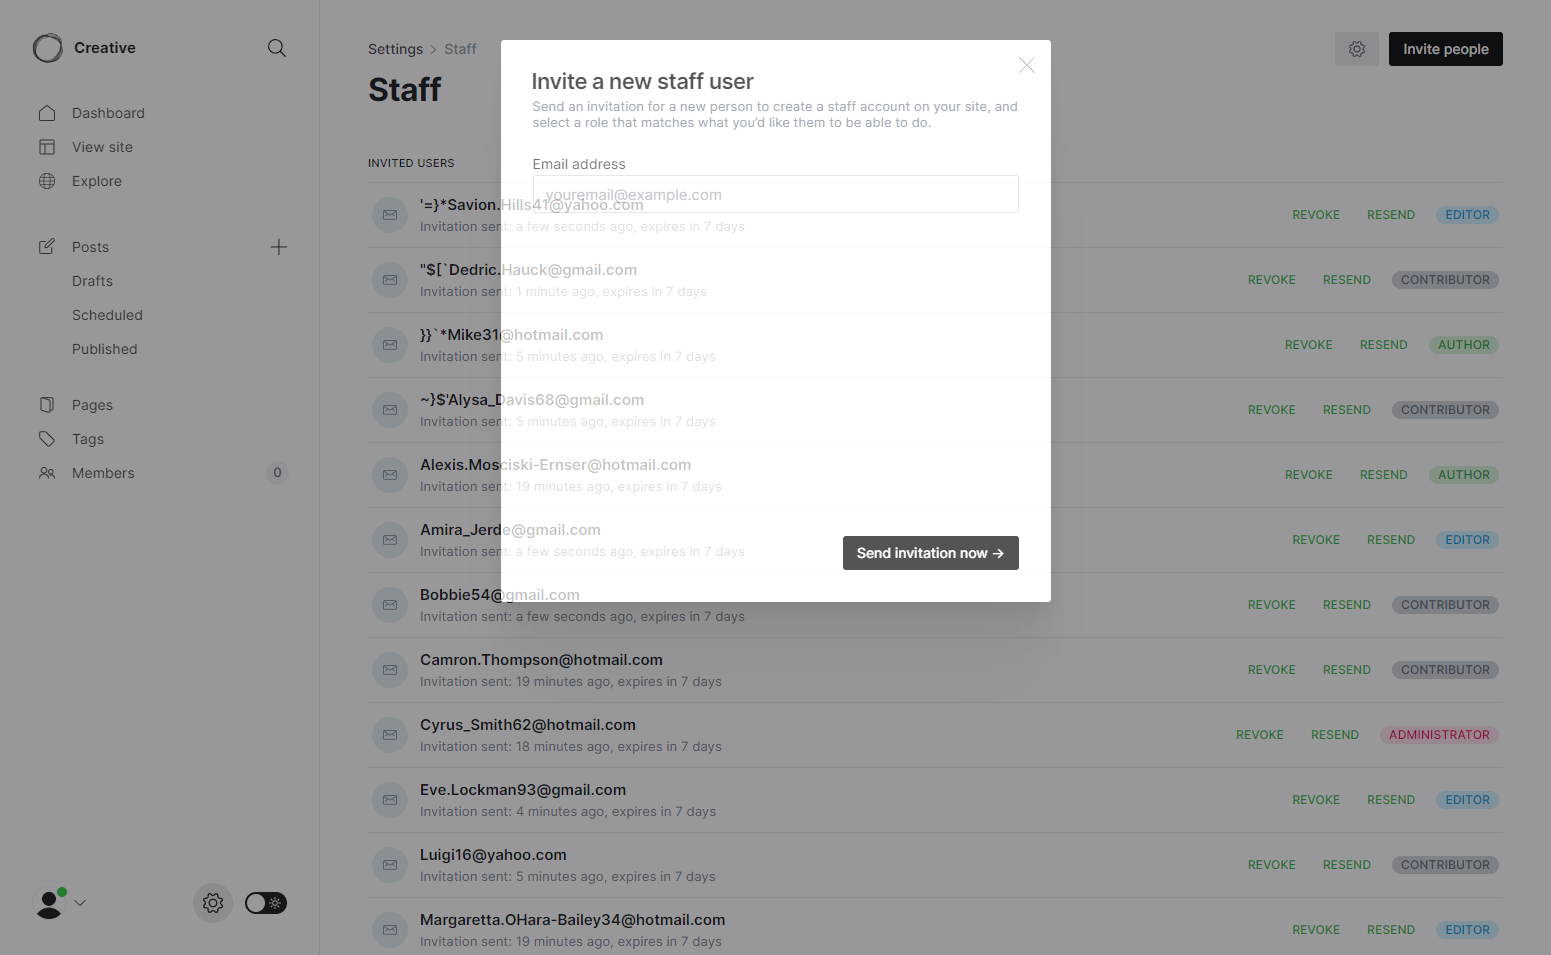 Creative
Dashboard
View site
Explore
Posts
Drafts
Scheduled
Published
Pages
Tags
Members
0
Settings > Staff
Staff
Invite people
INVITED USERS
Invite a new staff user
Send an invitation for a new person to create a staff account on your site, and
select a role that matches what you'd like them to be able to do.
Email address
youremail@example.com
Send invitation now →
'=}*Savion.Hills41@yahoo.com
Invitation sent: a few seconds ago, expires in 7 days
REVOKE RESEND EDITOR
"$[`Dedric.Hauck@gmail.com
Invitation sent: 1 minute ago, expires in 7 days
REVOKE RESEND CONTRIBUTOR
}}`*Mike31@hotmail.com
Invitation sent: 5 minutes ago, expires in 7 days
REVOKE RESEND AUTHOR
~}$'Alysa_Davis68@gmail.com
Invitation sent: 5 minutes ago, expires in 7 days
REVOKE RESEND CONTRIBUTOR
Alexis.Mosciski-Ernser@hotmail.com
Invitation sent: 19 minutes ago, expires in 7 days
REVOKE RESEND AUTHOR
Amira_Jerde@gmail.com
Invitation sent: a few seconds ago, expires in 7 days
REVOKE RESEND EDITOR
Bobbie54@gmail.com
Invitation sent: a few seconds ago, expires in 7 days
REVOKE RESEND CONTRIBUTOR
Camron.Thompson@hotmail.com
Invitation sent: 19 minutes ago, expires in 7 days
REVOKE RESEND CONTRIBUTOR
Cyrus_Smith62@hotmail.com
Invitation sent: 18 minutes ago, expires in 7 days
REVOKE RESEND ADMINISTRATOR
Eve.Lockman93@gmail.com
Invitation sent: 4 minutes ago, expires in 7 days
REVOKE RESEND EDITOR
Luigi16@yahoo.com
Invitation sent: 5 minutes ago, expires in 7 days
REVOKE RESEND CONTRIBUTOR
Margaretta.OHara-Bailey34@hotmail.com
Invitation sent: 19 minutes ago, expires in 7 days
REVOKE RESEND EDITOR